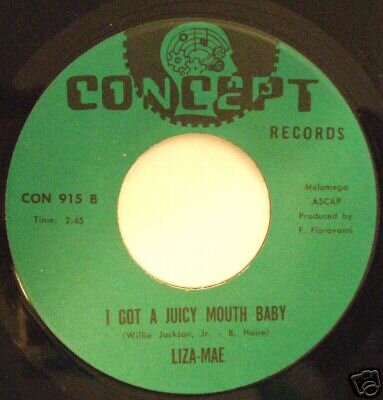 CONCEPT
RECORDS
CON 915 B
Time: 2:45
Melomega
ASCAP
Produced by
F. Fioravanti
I GOT A JUICY MOUTH BABY
(Willie Jackson, Jr. - B. Haire)
LIZA-MAE